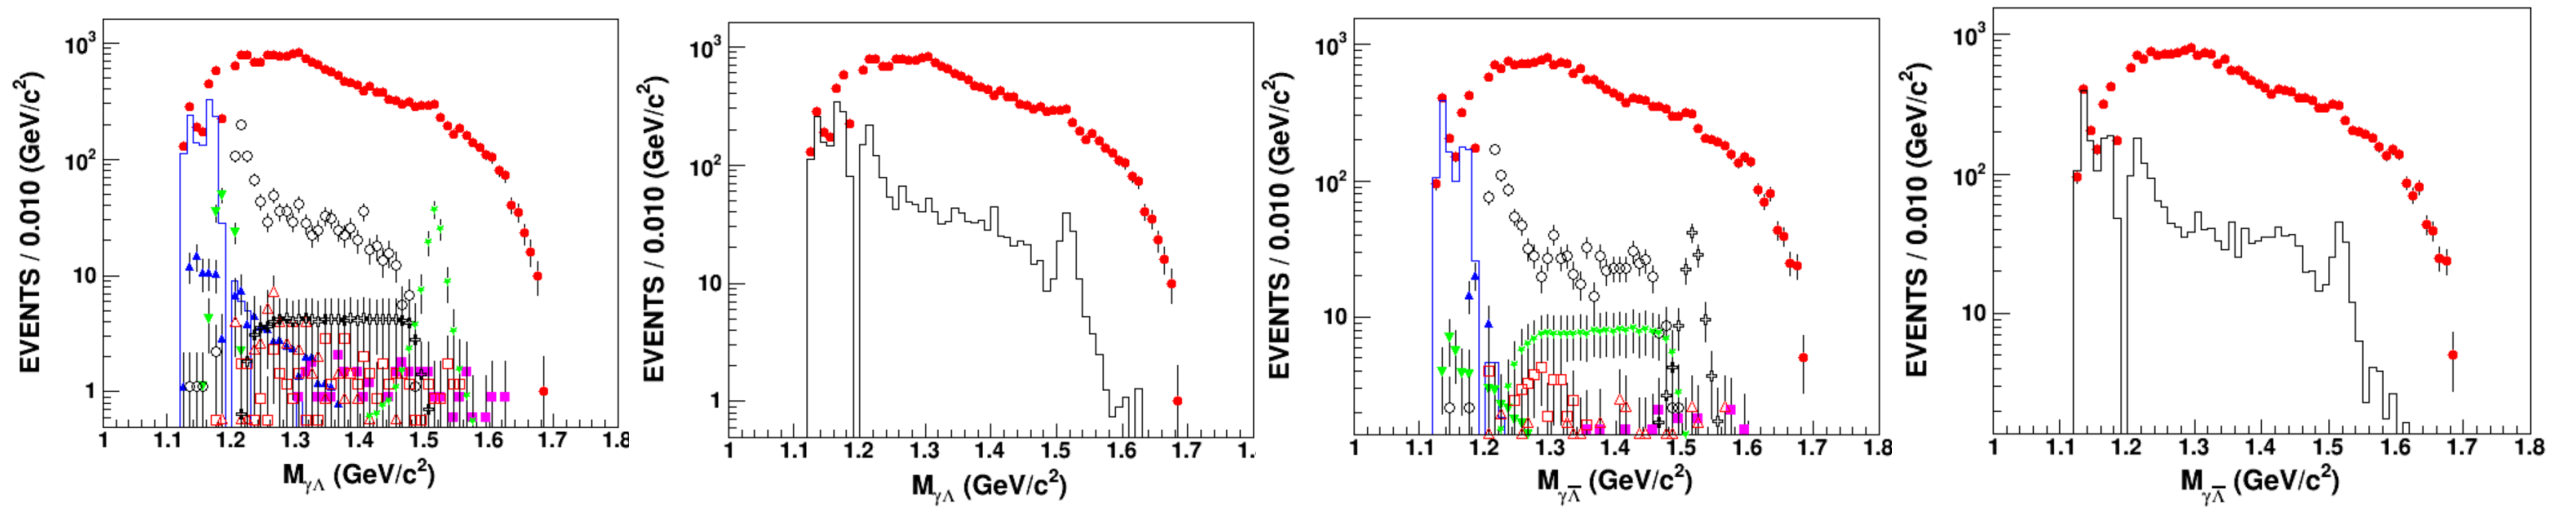 EVENTS / 0.010 (GeV/c²)
10³
10²
10
1
1 1.1 1.2 1.3 1.4 1.5 1.6 1.7 1.8
M_γΛ (GeV/c²)
EVENTS / 0.010 (GeV/c²)
10³
10²
10
1
1 1.1 1.2 1.3 1.4 1.5 1.6 1.7 1.
M_γΛ (GeV/c²)
EVENTS / 0.010 (GeV/c²)
10³
10²
10
1 1.1 1.2 1.3 1.4 1.5 1.6 1.7 1.8
M_γΛ̅ (GeV/c²)
EVENTS / 0.010 (GeV/c²)
10³
10²
10
1 1.1 1.2 1.3 1.4 1.5 1.6 1.7 1.8
M_γΛ̅ (GeV/c²)